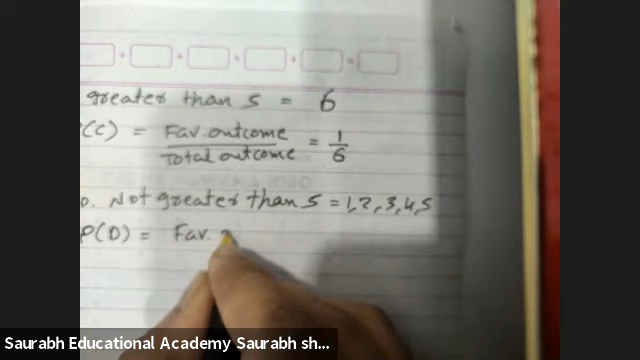 greater than 5 = 6
(C) = Fav. outcome / Total outcome = 1/6
o. Not greater than 5 = 1,2,3,4,5
P(D) = Fav.
Saurabh Educational Academy Saurabh sh...